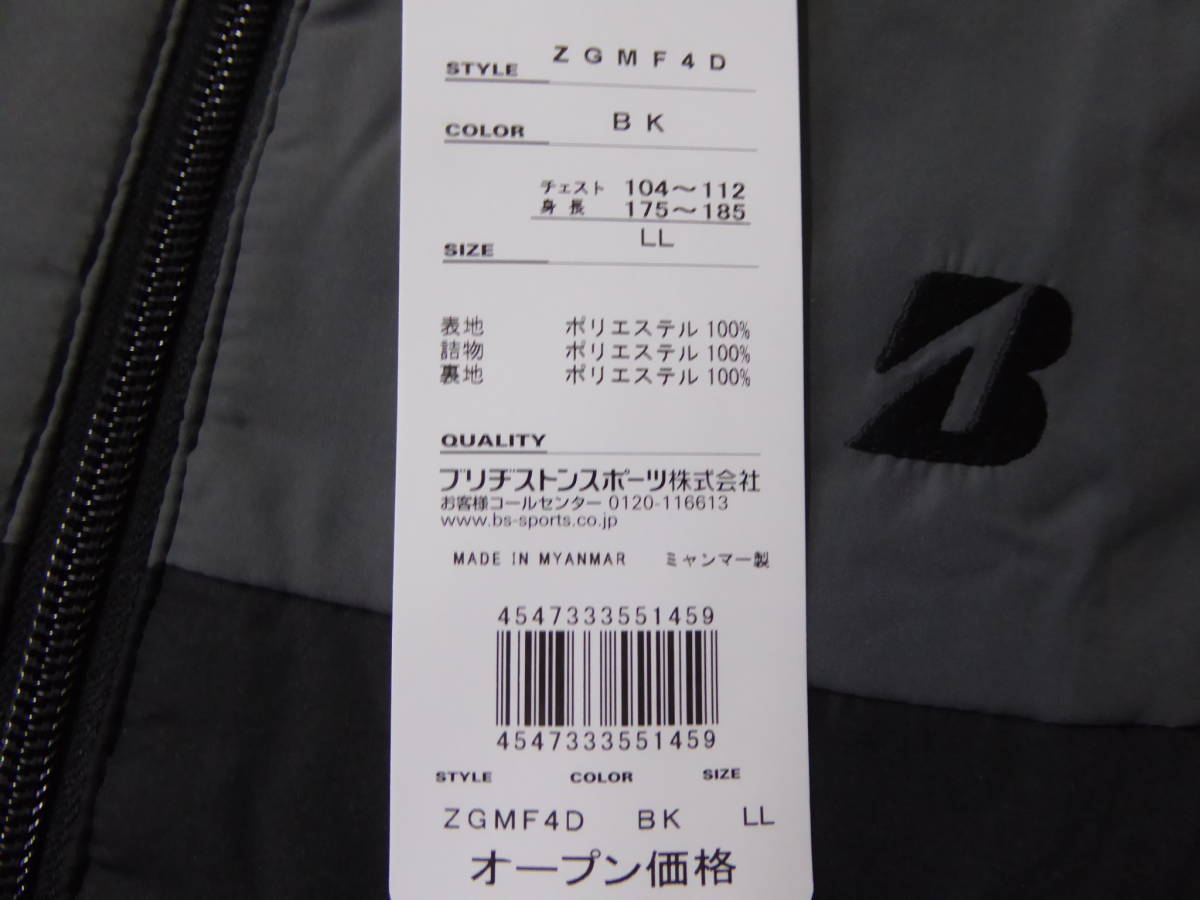 STYLE ZGMF4D
COLOR BK
チェスト 104～112
身長 175～185
SIZE LL
表地 ポリエステル 100%
詰物 ポリエステル 100%
裏地 ポリエステル 100%
QUALITY
ブリヂストンスポーツ株式会社
お客様コールセンター 0120-116613
www.bs-sports.co.jp
MADE IN MYANMAR ミャンマー製
4547333551459
4547333551459
STYLE COLOR SIZE
ZGMF4D BK LL
オープン価格
B